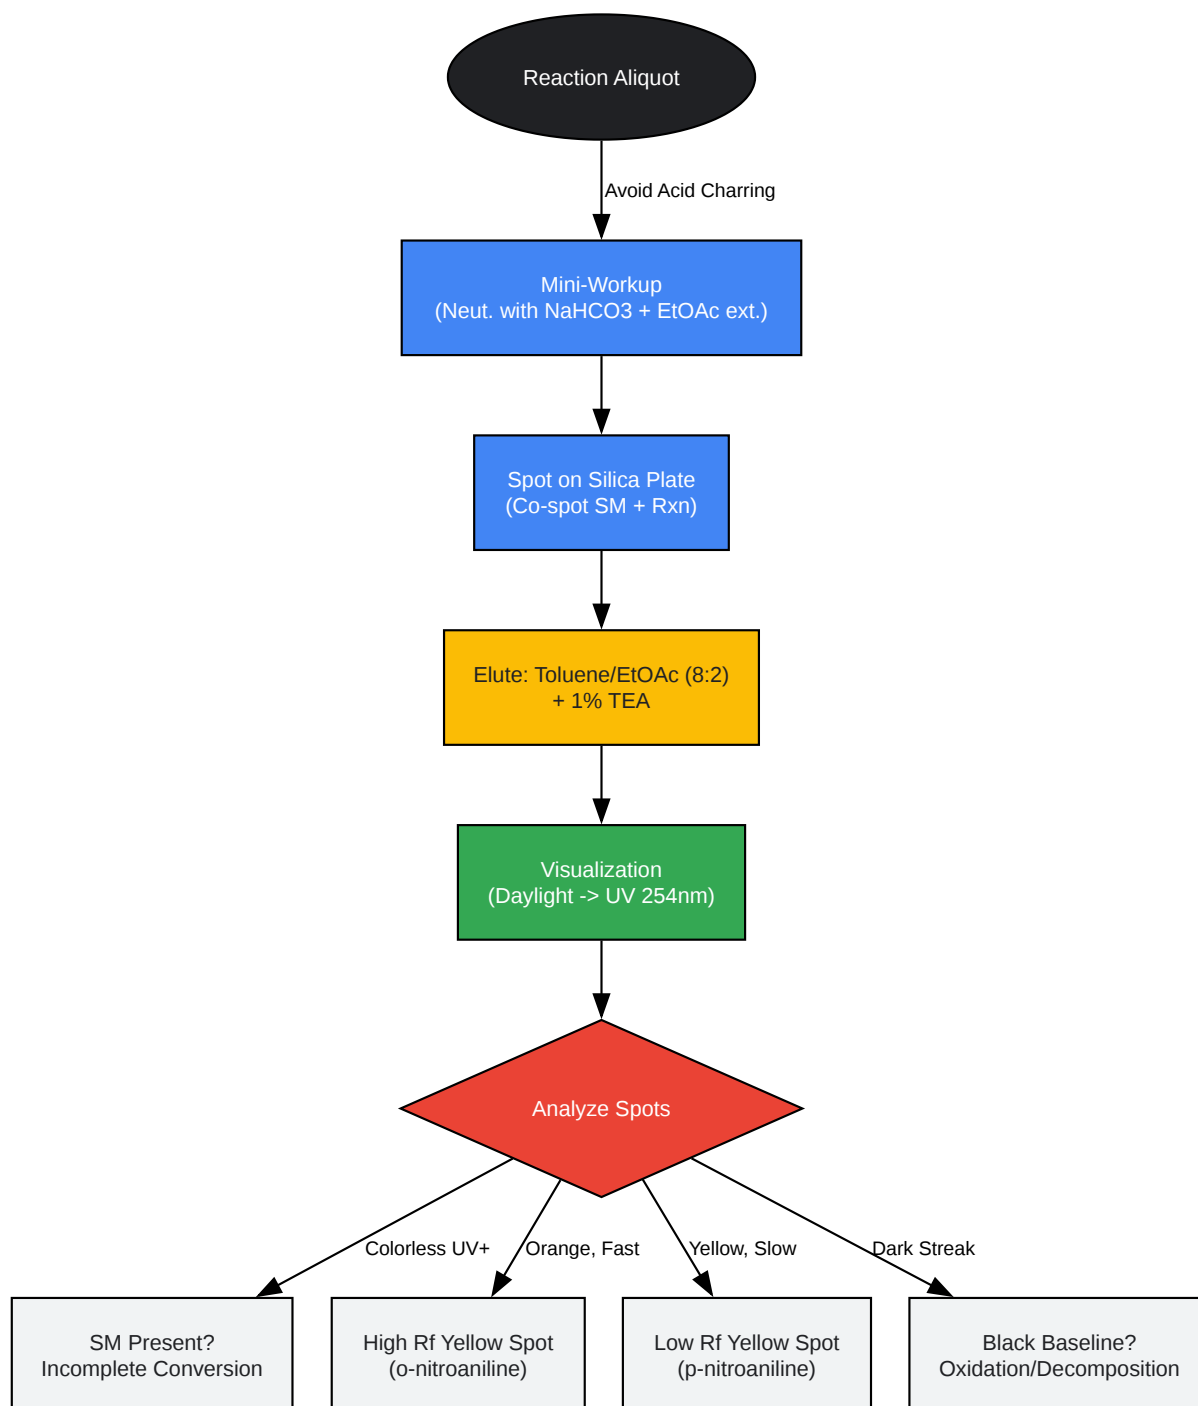 Reaction Aliquot
Avoid Acid Charring
Mini-Workup
(Neut. with NaHCO3 + EtOAc ext.)
Spot on Silica Plate
(Co-spot SM + Rxn)
Elute: Toluene/EtOAc (8:2)
+ 1% TEA
Visualization
(Daylight -> UV 254nm)
Analyze Spots
Colorless UV+
Orange, Fast
Yellow, Slow
Dark Streak
SM Present?
Incomplete Conversion
High Rf Yellow Spot
(o-nitroaniline)
Low Rf Yellow Spot
(p-nitroaniline)
Black Baseline?
Oxidation/Decomposition